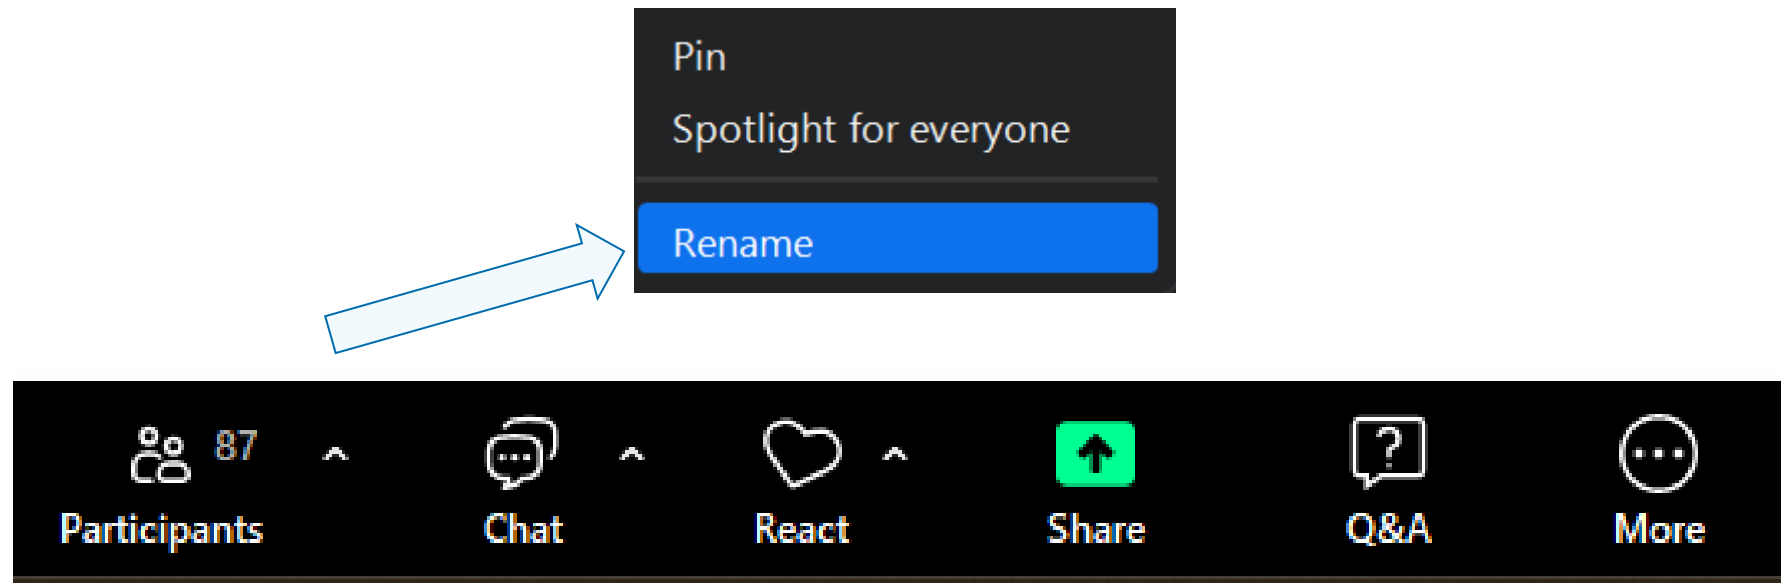 Pin
Spotlight for everyone
Rename
87
Participants Chat React Share Q&A More